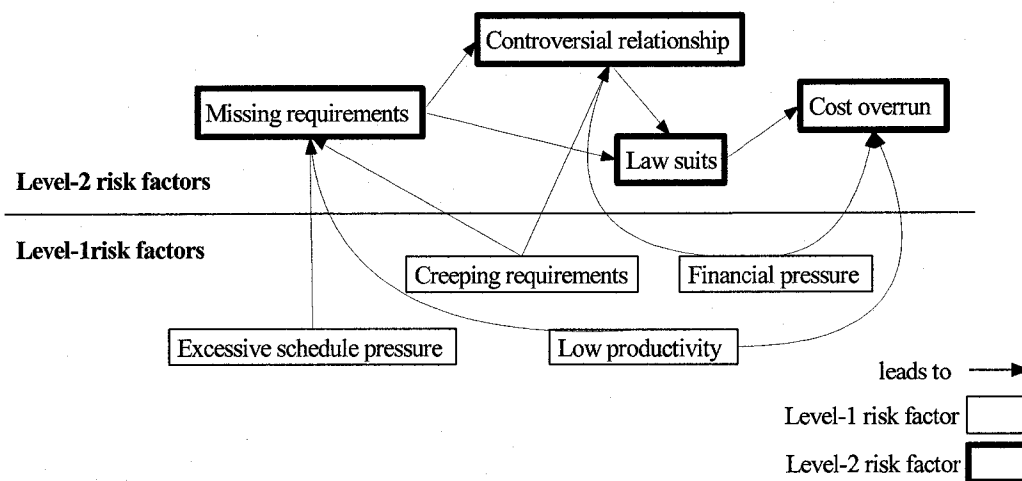 Controversial relationship
Missing requirements
Cost overrun
Law suits
Level-2 risk factors
Level-1risk factors
Creeping requirements
Financial pressure
Excessive schedule pressure
Low productivity
leads to
Level-1 risk factor
Level-2 risk factor